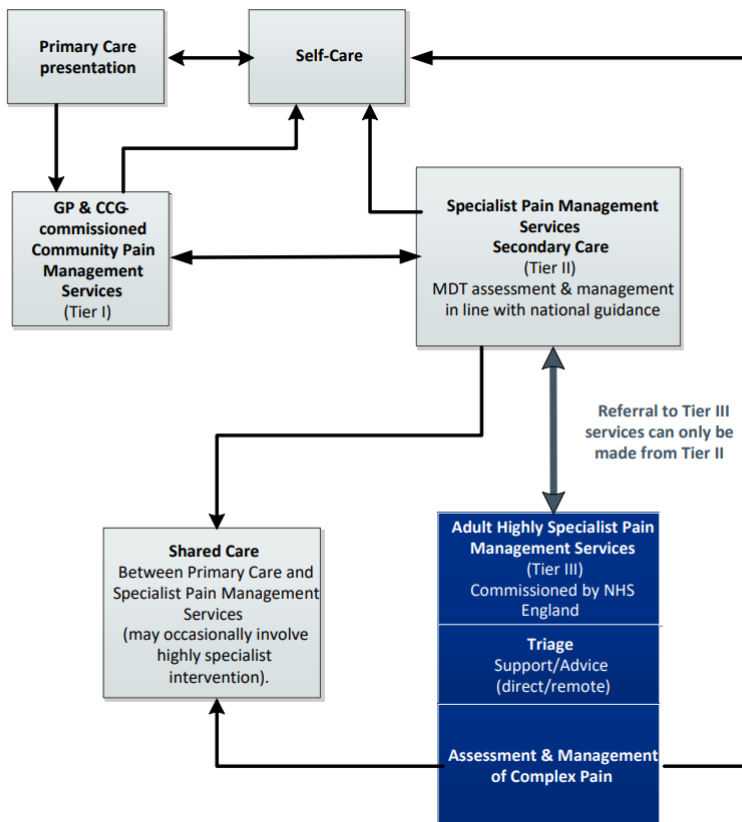 Primary Care
presentation
Self-Care
GP & CCG-
commissioned
Community Pain
Management
Services
(Tier I)
Specialist Pain Management
Services
Secondary Care
(Tier II)
MDT assessment & management
in line with national guidance
Referral to Tier III
services can only be
made from Tier II
Shared Care
Between Primary Care and
Specialist Pain Management
Services
(may occasionally involve
highly specialist
intervention).
Adult Highly Specialist Pain
Management Services
(Tier III)
Commissioned by NHS
England
Triage
Support/Advice
(direct/remote)
Assessment & Management
of Complex Pain